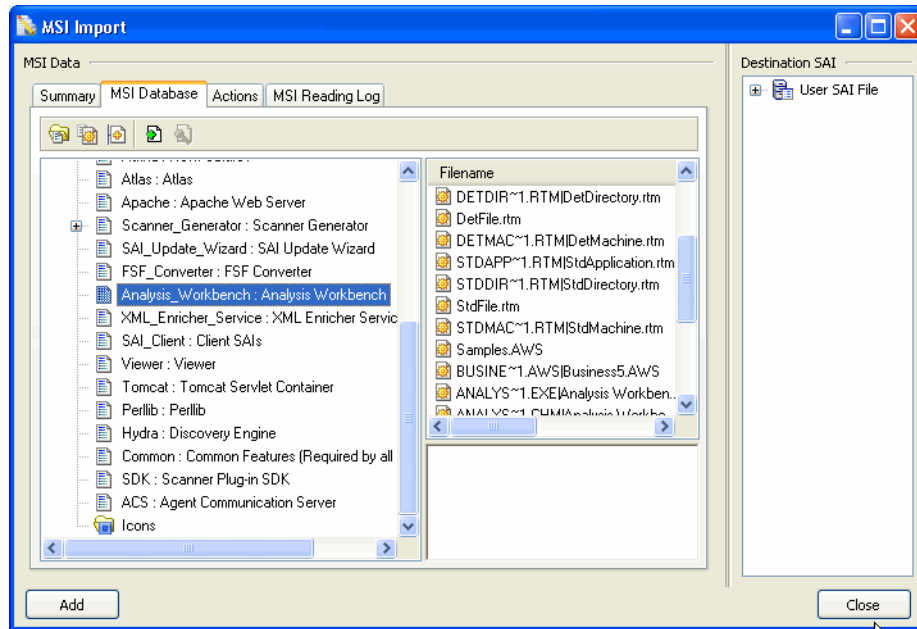 MSI Import
MSI Data
Destination SAI
Summary
MSI Database
Actions
MSI Reading Log
User SAI File
Atlas : Atlas
Apache : Apache Web Server
Scanner_Generator : Scanner Generator
SAI_Update_Wizard : SAI Update Wizard
FSF_Converter : FSF Converter
Analysis_Workbench : Analysis Workbench
XML_Enricher_Service : XML Enricher Servic
SAI_Client : Client SAIs
Viewer : Viewer
Tomcat : Tomcat Servlet Container
Perllib : Perllib
Hydra : Discovery Engine
Common : Common Features (Required by all
SDK : Scanner Plug-in SDK
ACS : Agent Communication Server
Icons
Filename
DETDIR~1.RTM|DetDirectory.rtm
DetFile.rtm
DETMAC~1.RTM|DetMachine.rtm
STDAPP~1.RTM|StdApplication.rtm
STDDIR~1.RTM|StdDirectory.rtm
StdFile.rtm
STDMAC~1.RTM|StdMachine.rtm
Samples.AWS
BUSINE~1.AWS|Business5.AWS
ANALYS~1.EXE|Analysis Workben...
ANALYS~1.CHM|Analysis Workbe...
Add
Close